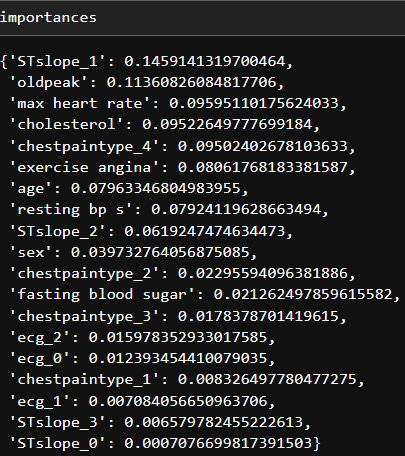 importances
{'STslope_1': 0.1459141319700464,
'oldpeak': 0.11360826084817706,
'max heart rate': 0.09595110175624033,
'cholesterol': 0.09522649777699184,
'chestpaintype_4': 0.09502402678103633,
'exercise angina': 0.08061768183381587,
'age': 0.07963346804983955,
'resting bp s': 0.07924119628663494,
'STslope_2': 0.0619247474634473,
'sex': 0.039732764056875085,
'chestpaintype_2': 0.02295594096381886,
'fasting blood sugar': 0.021262497859615582,
'chestpaintype_3': 0.0178378701419615,
'ecg_2': 0.015978352933017585,
'ecg_0': 0.012393454410079035,
'chestpaintype_1': 0.008326497780477275,
'ecg_1': 0.007084056650963706,
'STslope_3': 0.006579782455222613,
'STslope_0': 0.0007076699817391503}